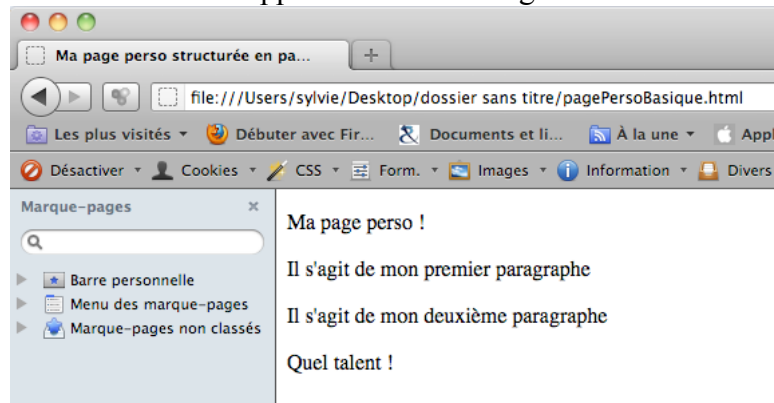 Ma page perso structurée en pa...
file:///Users/sylvie/Desktop/dossier sans titre/pagePersoBasique.html
Les plus visités Débuter avec Fir... Documents et li... À la une Appl
Désactiver Cookies CSS Form. Images Information Divers
Marque-pages
Barre personnelle
Menu des marque-pages
Marque-pages non classés
Ma page perso !
Il s'agit de mon premier paragraphe
Il s'agit de mon deuxième paragraphe
Quel talent !